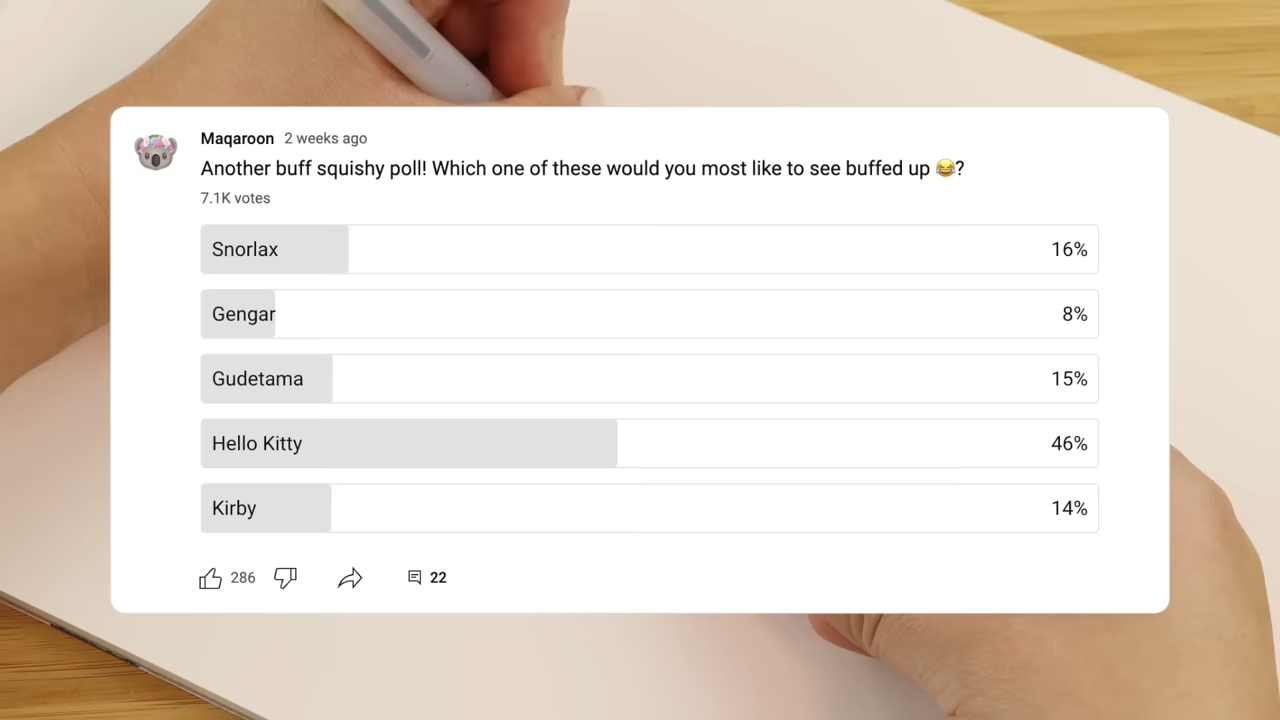 Maqaroon 2 weeks ago
Another buff squishy poll! Which one of these would you most like to see buffed up 😂?
7.1K votes
Snorlax 16%
Gengar 8%
Gudetama 15%
Hello Kitty 46%
Kirby 14%
286 22